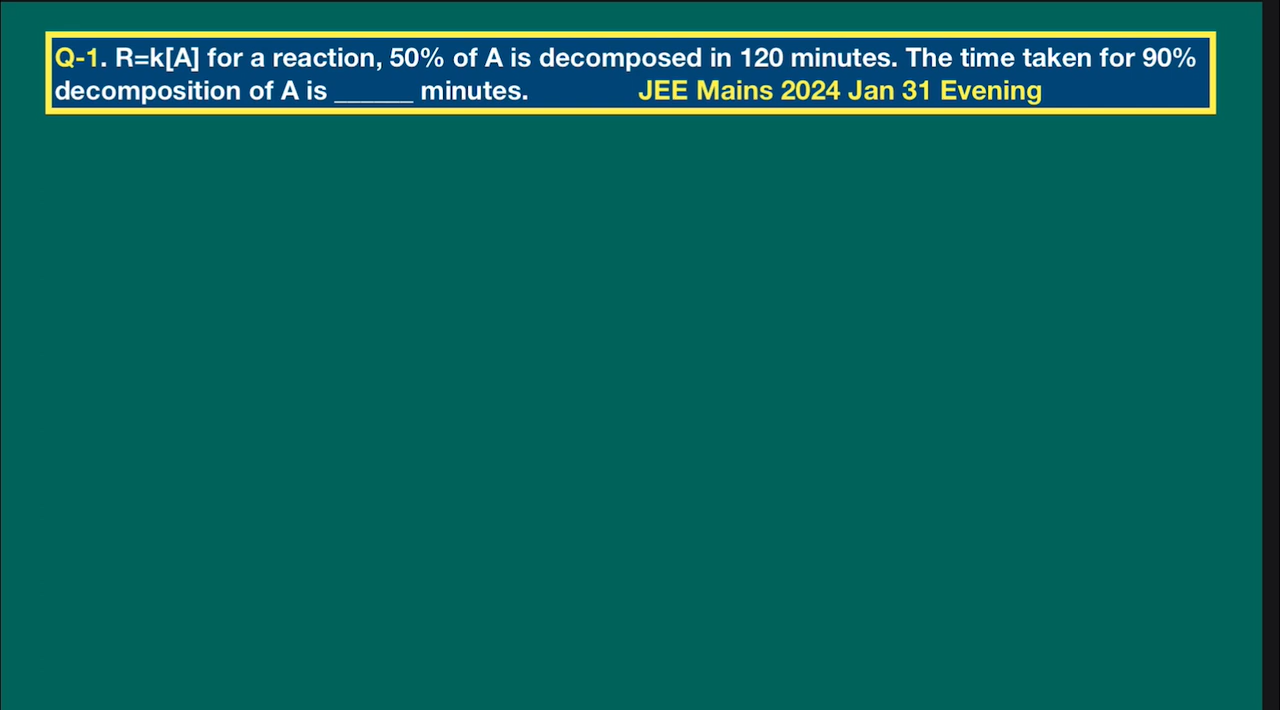 Q-1. R=k[A] for a reaction, 50% of A is decomposed in 120 minutes. The time taken for 90%
decomposition of A is ______ minutes. JEE Mains 2024 Jan 31 Evening